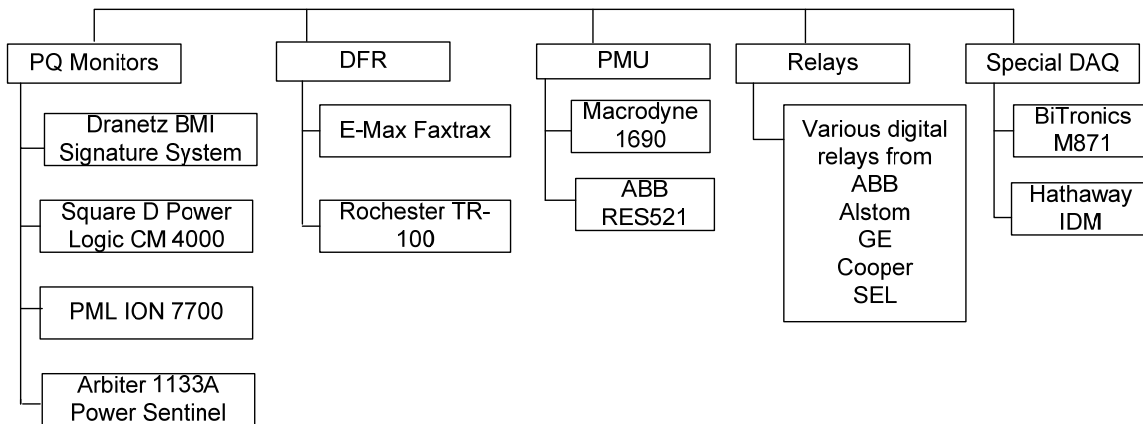 PQ Monitors
Dranetz BMI
Signature System
Square D Power
Logic CM 4000
PML ION 7700
Arbiter 1133A
Power Sentinel
DFR
E-Max Faxtrax
Rochester TR-
100
PMU
Macrodyne
1690
ABB
RES521
Relays
Various digital
relays from
ABB
Alstom
GE
Cooper
SEL
Special DAQ
BiTronics
M871
Hathaway
IDM